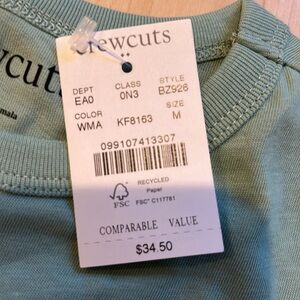 crewcuts
DEPT CLASS STYLE
EA0 0N3 BZ926
COLOR SIZE
WMA KF8163 M
099107413307
RECYCLED
Paper
FSC FSC® C117781
COMPARABLE VALUE
$34.50